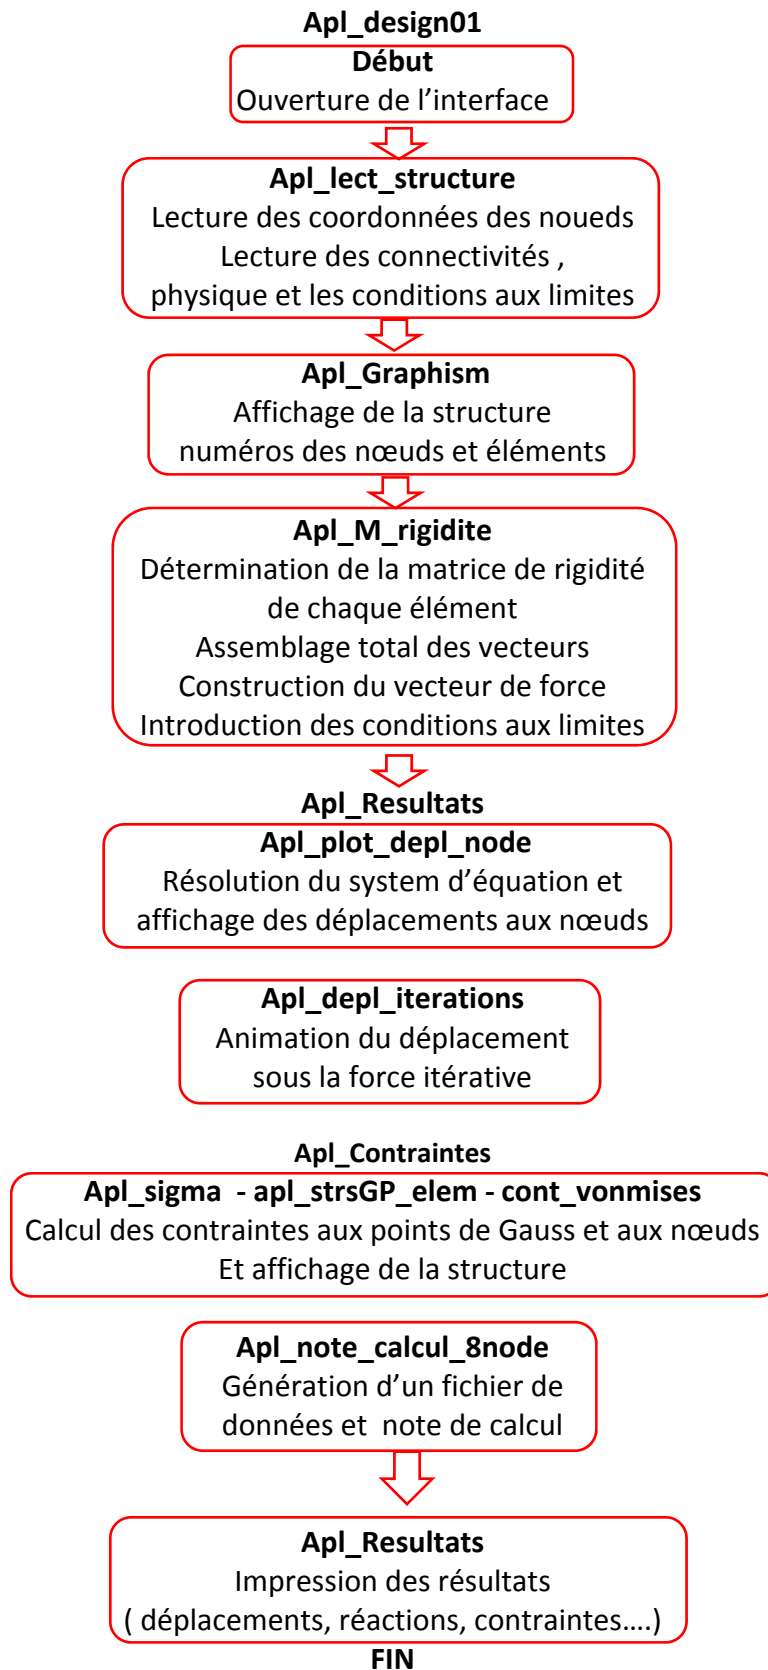 Apl_design01
Début
Ouverture de l’interface
Apl_lect_structure
Lecture des coordonnées des noueds
Lecture des connectivités ,
physique et les conditions aux limites
Apl_Graphism
Affichage de la structure
numéros des nœuds et éléments
Apl_M_rigidite
Détermination de la matrice de rigidité
de chaque élément
Assemblage total des vecteurs
Construction du vecteur de force
Introduction des conditions aux limites
Apl_Resultats
Apl_plot_depl_node
Résolution du system d’équation et
affichage des déplacements aux nœuds
Apl_depl_iterations
Animation du déplacement
sous la force itérative
Apl_Contraintes
Apl_sigma - apl_strsGP_elem - cont_vonmises
Calcul des contraintes aux points de Gauss et aux nœuds
Et affichage de la structure
Apl_note_calcul_8node
Génération d’un fichier de
données et note de calcul
Apl_Resultats
Impression des résultats
( déplacements, réactions, contraintes....)
FIN